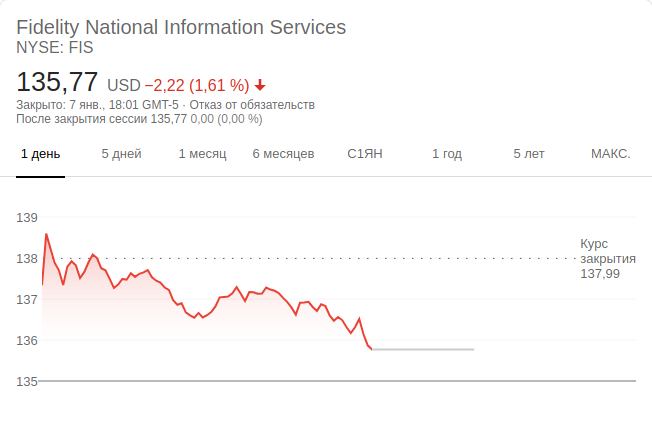 Fidelity National Information Services
NYSE: FIS
135,77 USD −2,22 (1,61 %)
Закрыто: 7 янв., 18:01 GMT-5 · Отказ от обязательств
После закрытия сессии 135,77 0,00 (0,00 %)
1 день 5 дней 1 месяц 6 месяцев С1ЯН 1 год 5 лет МАКС.
139
138
137
136
135
Курс
закрытия
137,99